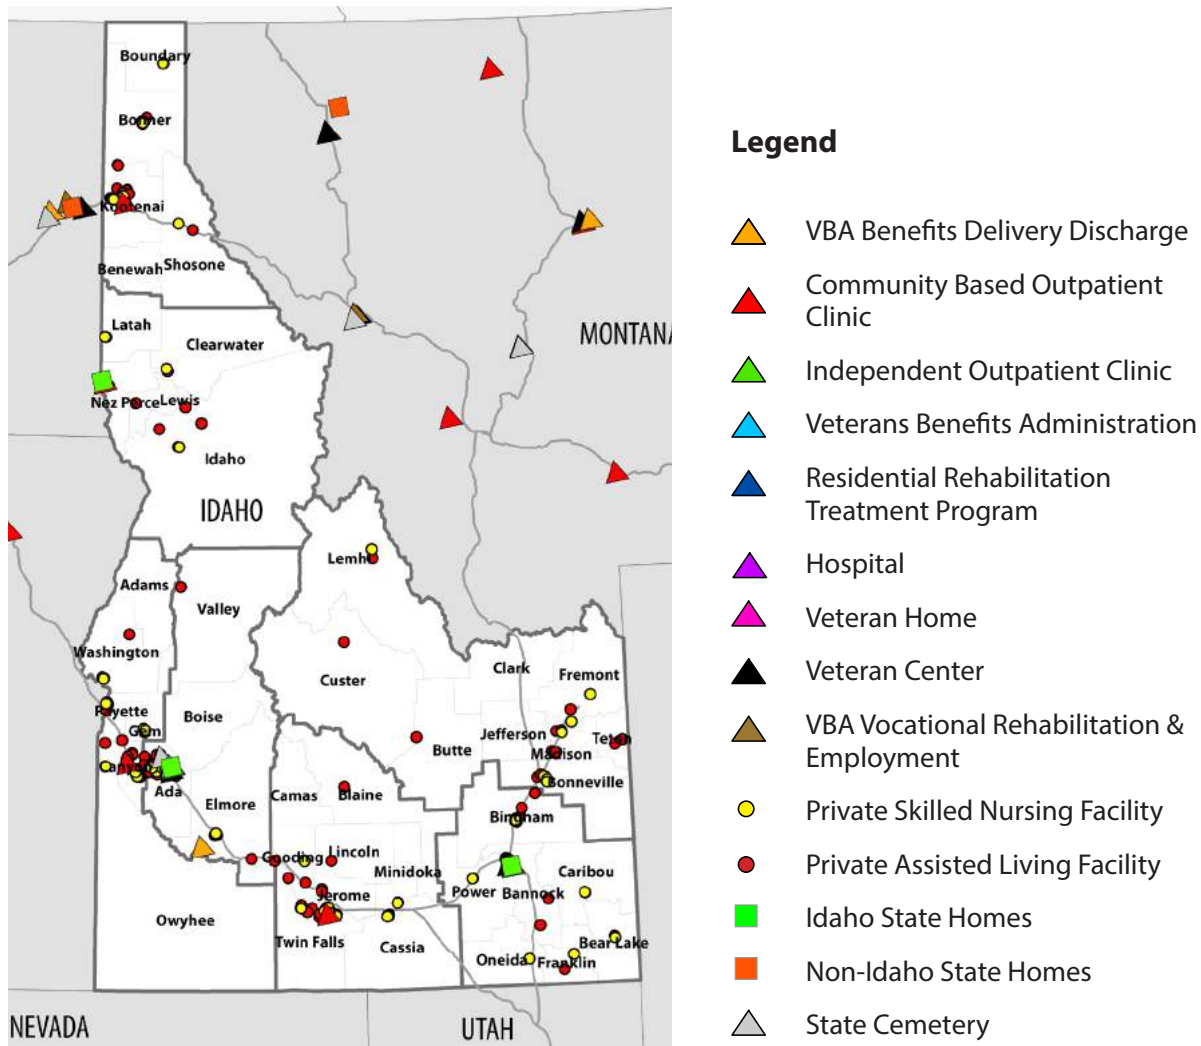 Boundary
Bonner
Kootenai
Benewah
Shosone
Latah
Clearwater
MONTANA
Nez Perce
Lewis
Idaho
IDAHO
Lemhi
Adams
Valley
Washington
Clark
Fremont
Custer
Payette
Boise
Gem
Jefferson
Teton
Butte
Madison
Canyon
Bonneville
Ada
Elmore
Camas
Blaine
Bingham
Gooding
Lincoln
Minidoka
Caribou
Power
Bannock
Jerome
Owyhee
Twin Falls
Cassia
Bear Lake
Oneida
Franklin
NEVADA
UTAH
Legend
VBA Benefits Delivery Discharge
Community Based Outpatient
Clinic
Independent Outpatient Clinic
Veterans Benefits Administration
Residential Rehabilitation
Treatment Program
Hospital
Veteran Home
Veteran Center
VBA Vocational Rehabilitation &
Employment
Private Skilled Nursing Facility
Private Assisted Living Facility
Idaho State Homes
Non-Idaho State Homes
State Cemetery